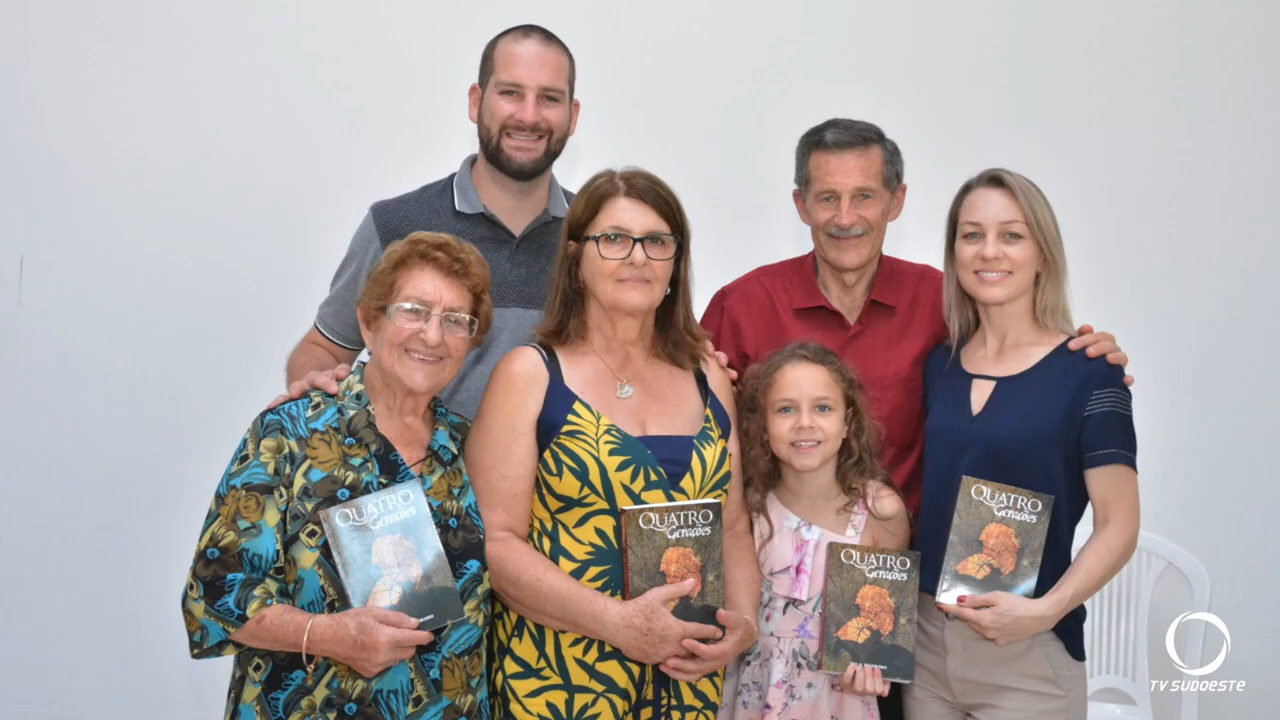 QUATRO
Gerações
QUATRO
Gerações
QUATRO
Gerações
QUATRO
Gerações
TV SUDOESTE